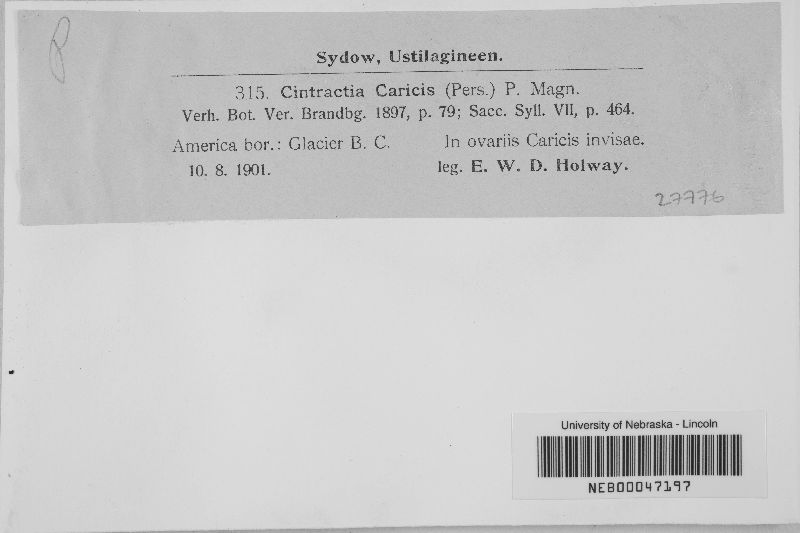 P
Sydow, Ustilagineen.
315. Cintractia Caricis (Pers.) P. Magn.
Verh. Bot. Ver. Brandbg. 1897, p. 79; Sacc. Syll. VII, p. 464.
America bor.: Glacier B. C. In ovariis Caricis invisae.
10. 8. 1901. leg. E. W. D. Holway.
27776
University of Nebraska - Lincoln
NEB00047197